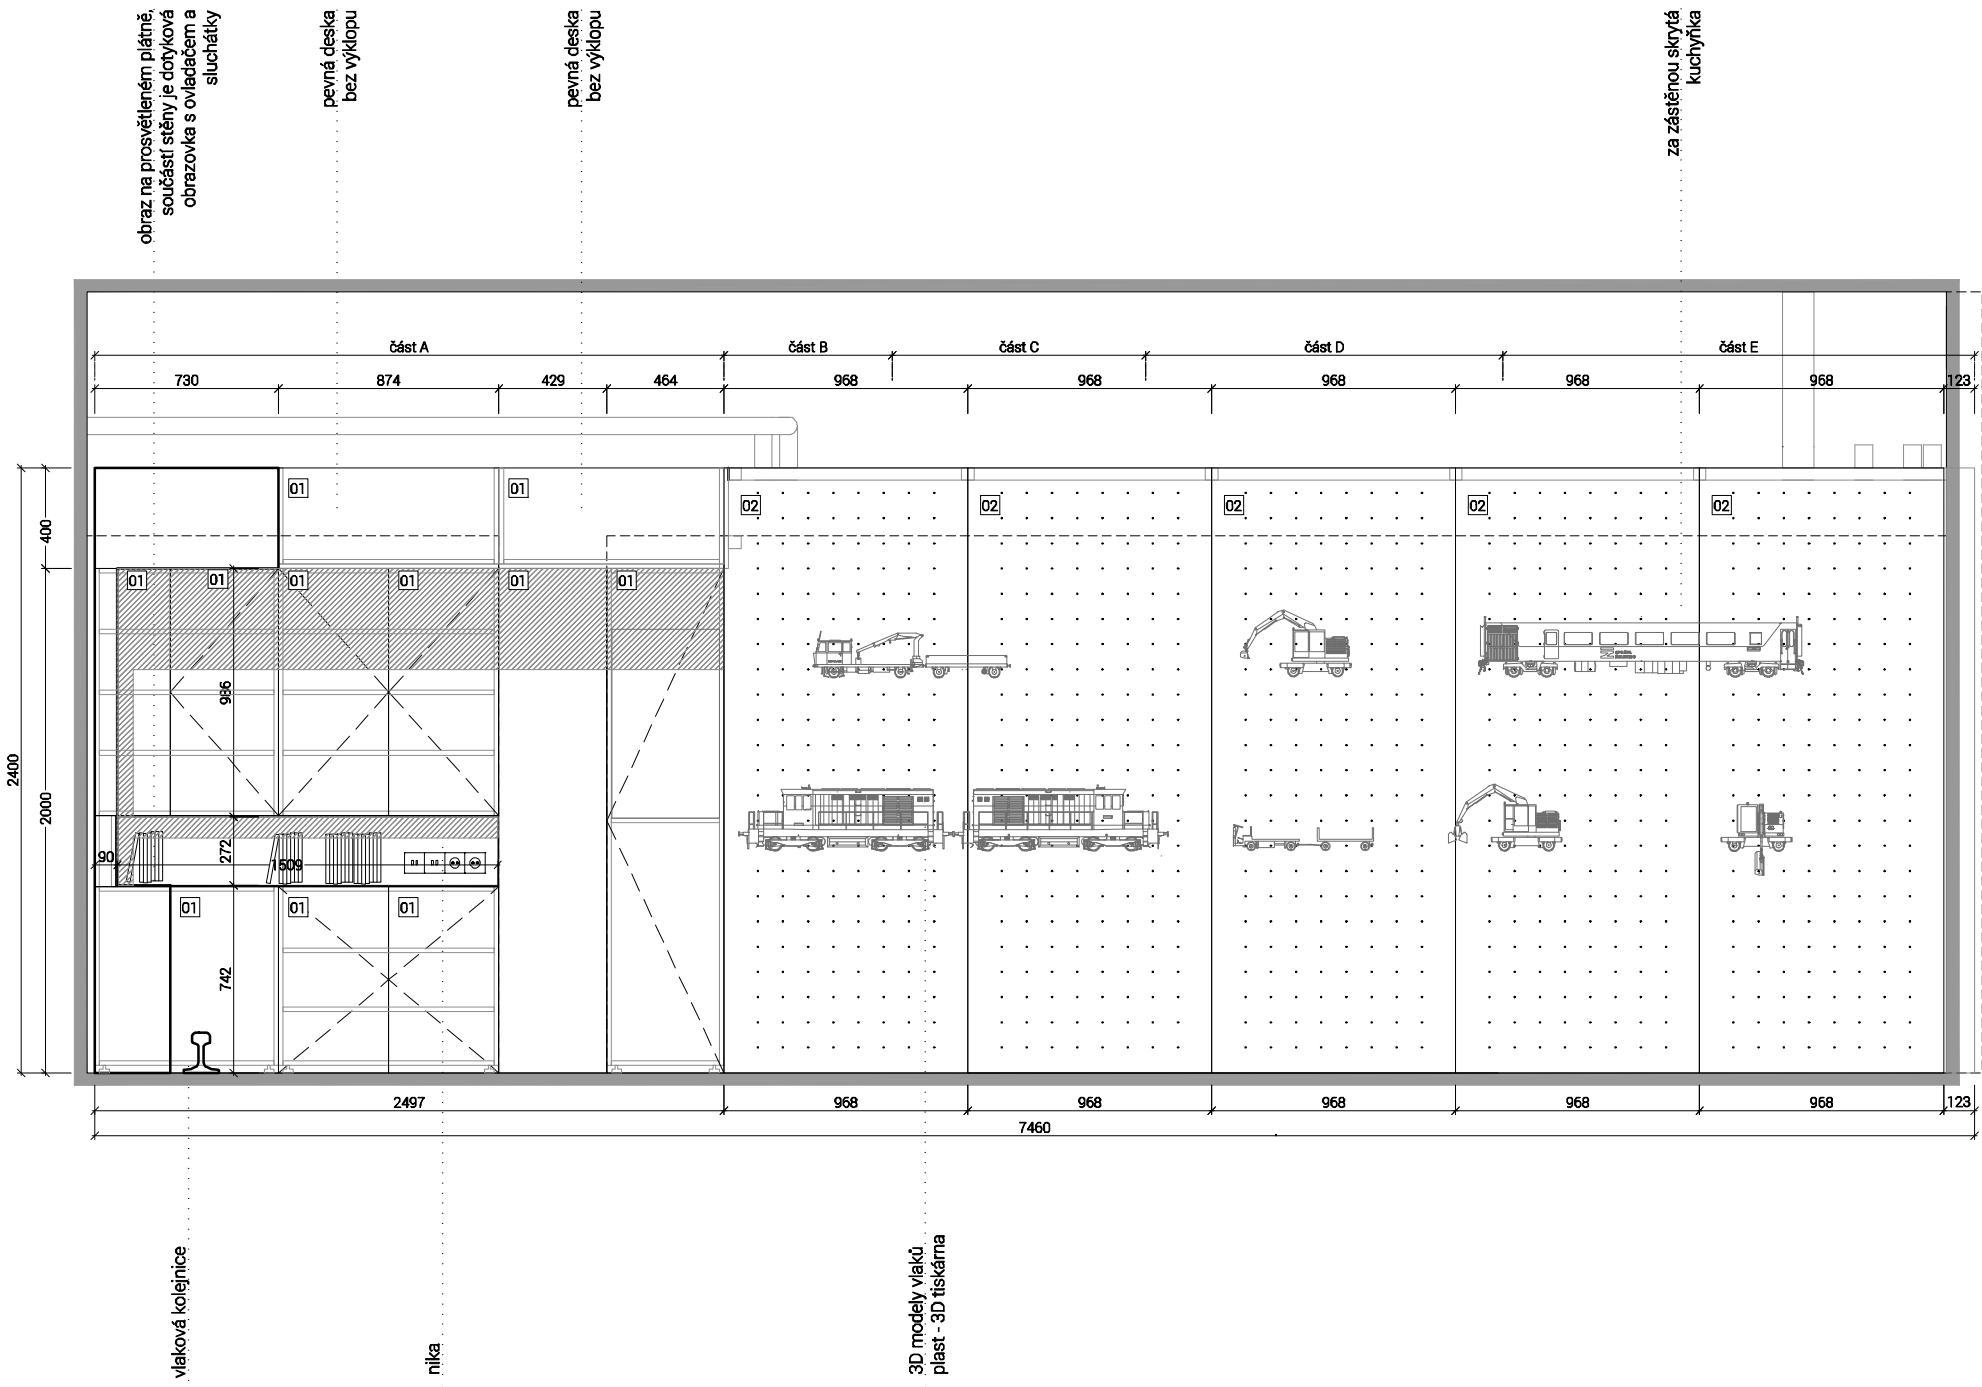 obraz na prosvětleném plátně,
součástí stěny je dotyková
obrazovka s ovladačem a
sluchátky
pevná deska
bez výklopu
pevná deska
bez výklopu
za zástěnou skrytá
kuchyňka
část A
část B
část C
část D
část E
730
874
429
464
968
968
968
968
968
123
01
01
02
02
02
02
02
400
01
01
01
01
01
01
986
2400
2000
90
272
1509
01
01
01
742
2497
968
968
968
968
968
123
7460
vlaková kolejnice
nika
3D modely vlaků
plast - 3D tiskárna